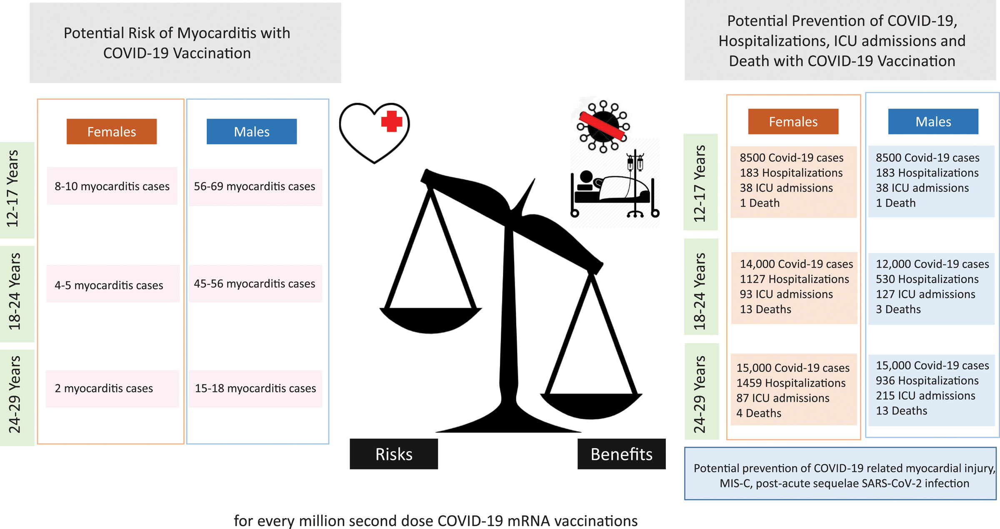 Potential Risk of Myocarditis with
COVID-19 Vaccination
Females
Males
12-17 Years
8-10 myocarditis cases
56-69 myocarditis cases
18-24 Years
4-5 myocarditis cases
45-56 myocarditis cases
24-29 Years
2 myocarditis cases
15-18 myocarditis cases
Risks
Benefits
Potential Prevention of COVID-19,
Hospitalizations, ICU admissions and
Death with COVID-19 Vaccination
Females
Males
12-17 Years
8500 Covid-19 cases
183 Hospitalizations
38 ICU admissions
1 Death
8500 Covid-19 cases
183 Hospitalizations
38 ICU admissions
1 Death
18-24 Years
14,000 Covid-19 cases
1127 Hospitalizations
93 ICU admissions
13 Deaths
12,000 Covid-19 cases
530 Hospitalizations
127 ICU admissions
3 Deaths
24-29 Years
15,000 Covid-19 cases
1459 Hospitalizations
87 ICU admissions
4 Deaths
15,000 Covid-19 cases
936 Hospitalizations
215 ICU admissions
13 Deaths
Potential prevention of COVID-19 related myocardial injury,
MIS-C, post-acute sequelae SARS-CoV-2 infection
for every million second dose COVID-19 mRNA vaccinations